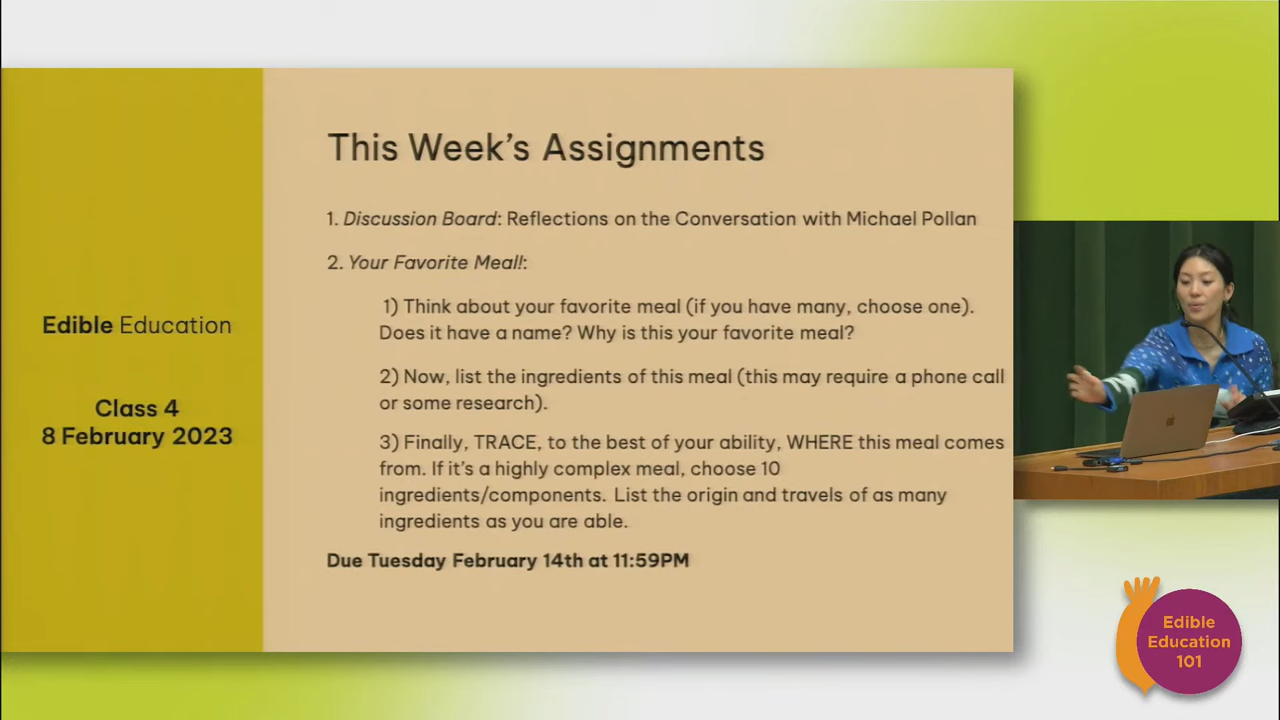 This Week's Assignments
1. Discussion Board: Reflections on the Conversation with Michael Pollan
2. Your Favorite Meal!:
1) Think about your favorite meal (if you have many, choose one).
Does it have a name? Why is this your favorite meal?
2) Now, list the ingredients of this meal (this may require a phone call
or some research).
3) Finally, TRACE, to the best of your ability, WHERE this meal comes
from. If it's a highly complex meal, choose 10
ingredients/components. List the origin and travels of as many
ingredients as you are able.
Due Tuesday February 14th at 11:59PM
Edible Education
Class 4
8 February 2023
Edible
Education
101